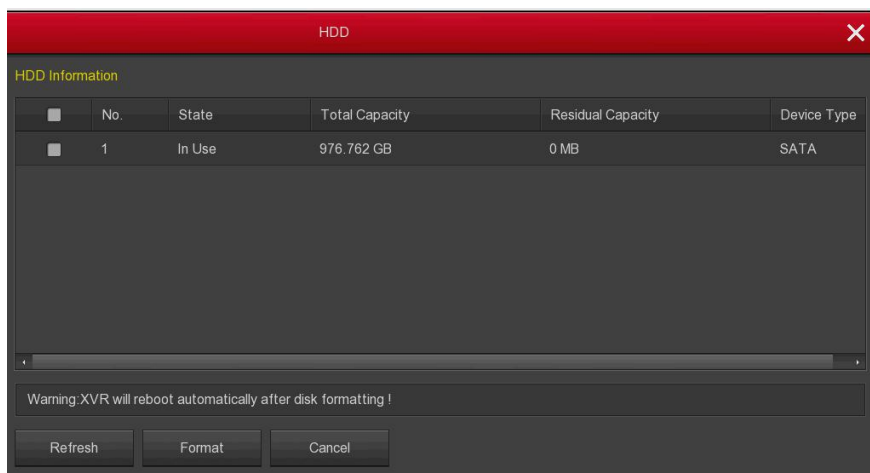 HDD
HDD Information
No. State Total Capacity Residual Capacity Device Type
1 In Use 976.762 GB 0 MB SATA
Warning:XVR will reboot automatically after disk formatting !
Refresh Format Cancel